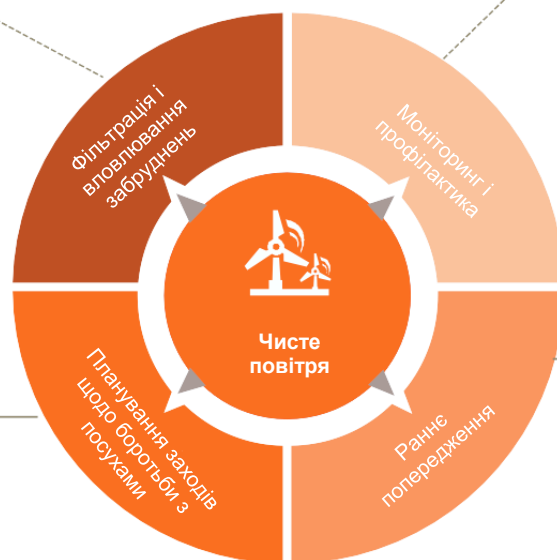 Фільтрація і
вловлювання
забруднень
Моніторинг і
профілактика
Чисте
повітря
Планування заходів
щодо боротьби з
посухами
Раннє
попередження